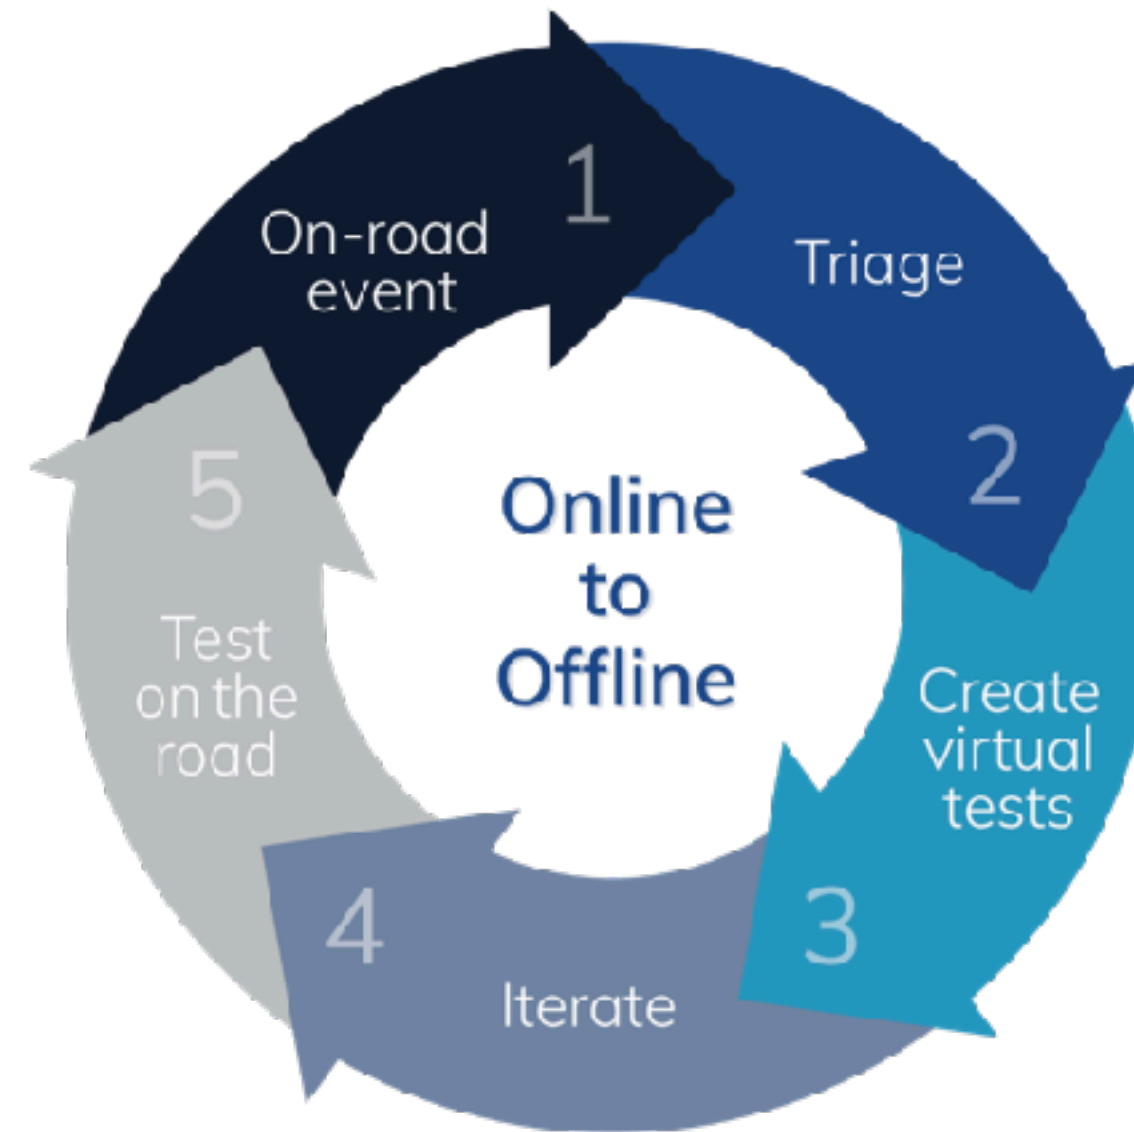 1
On-road
event
Triage
2
Create
virtual
tests
3
Iterate
4
Test
on the
road
5
Online
to
Offline